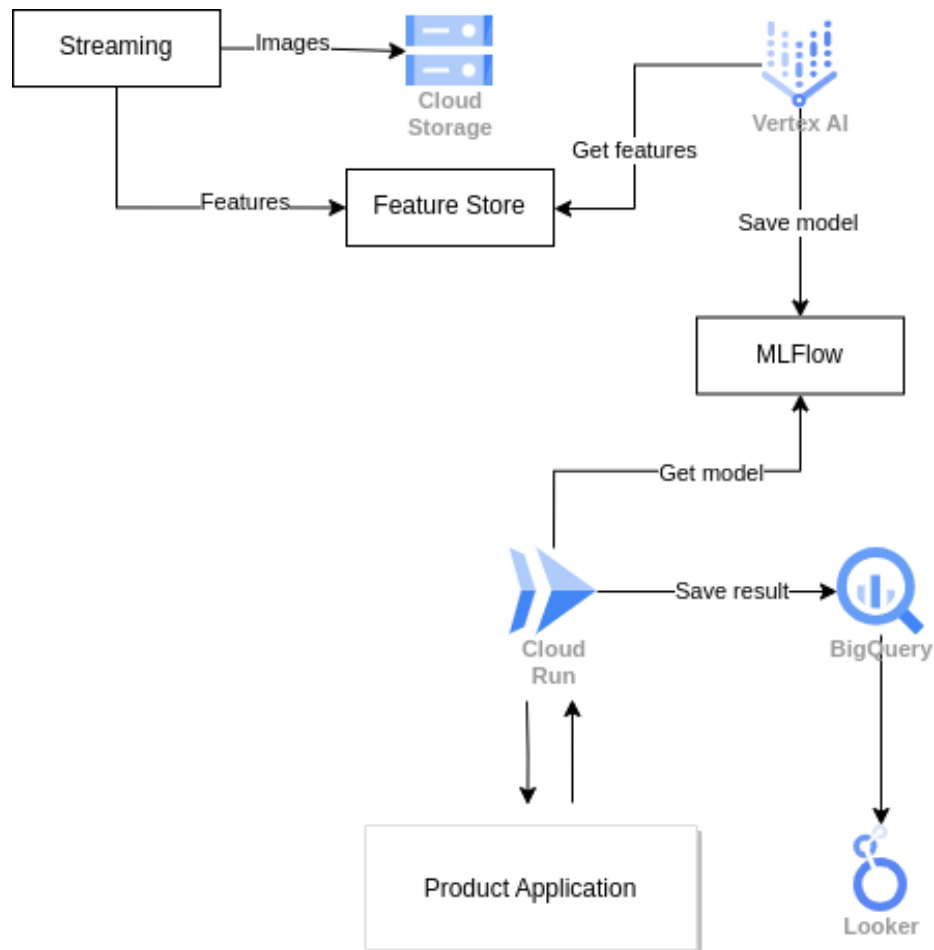 Streaming
Images
Cloud
Storage
Vertex AI
Get features
Features
Feature Store
Save model
MLFlow
Get model
Save result
Cloud
Run
BigQuery
Product Application
Looker